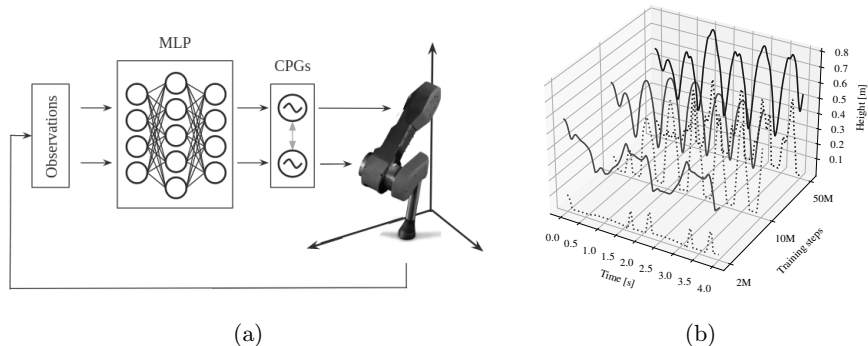 MLP
CPGs
Observations
0.8
0.7
0.6
0.5
0.4
0.3
0.2
0.1
Height [m]
50M
10M
2M
Training steps
0.0
0.5
1.0
1.5
2.0
2.5
3.0
3.5
4.0
Time [s]
(a)
(b)